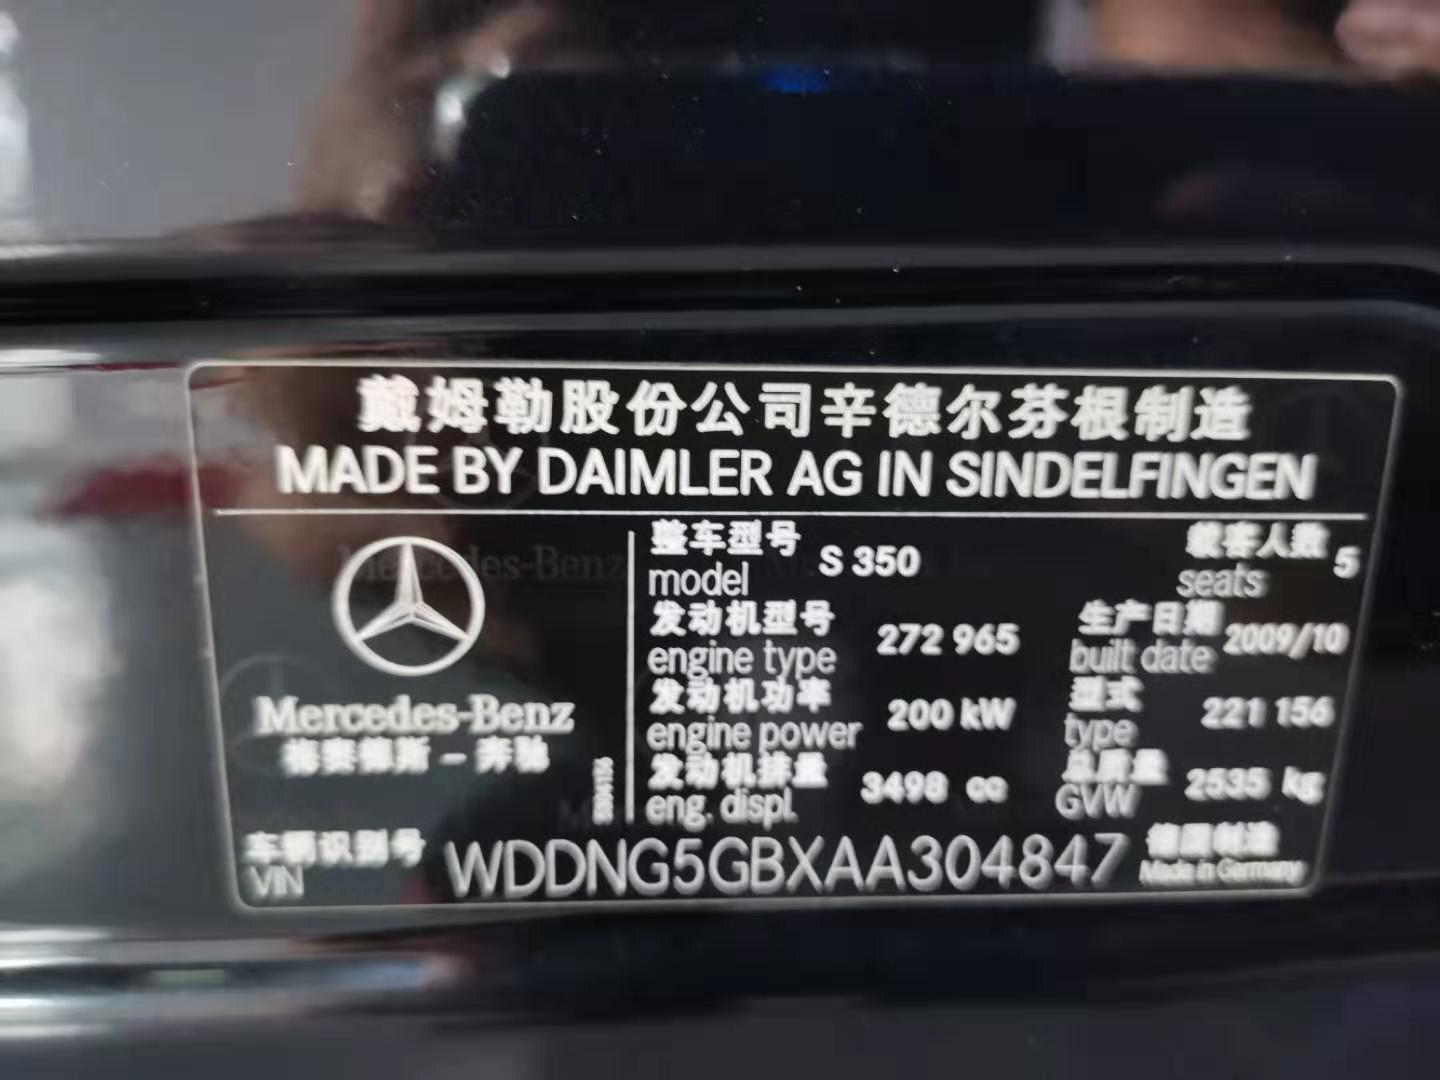 戴姆勒股份公司辛德尔芬根制造
MADE BY DAIMLER AG IN SINDELFINGEN
Mercedes-Benz
梅赛德斯-奔驰
整车型号
model
S 350
载客人数
seats
5
发动机型号
engine type
272 965
生产日期
built date
2009/10
发动机功率
engine power
200 kW
型式
type
221 156
发动机排量
eng. displ.
3498 cc
总质量
GVW
2535 kg
车辆识别号
VIN
WDDNG5GBXAA304847
德国制造
Made in Germany